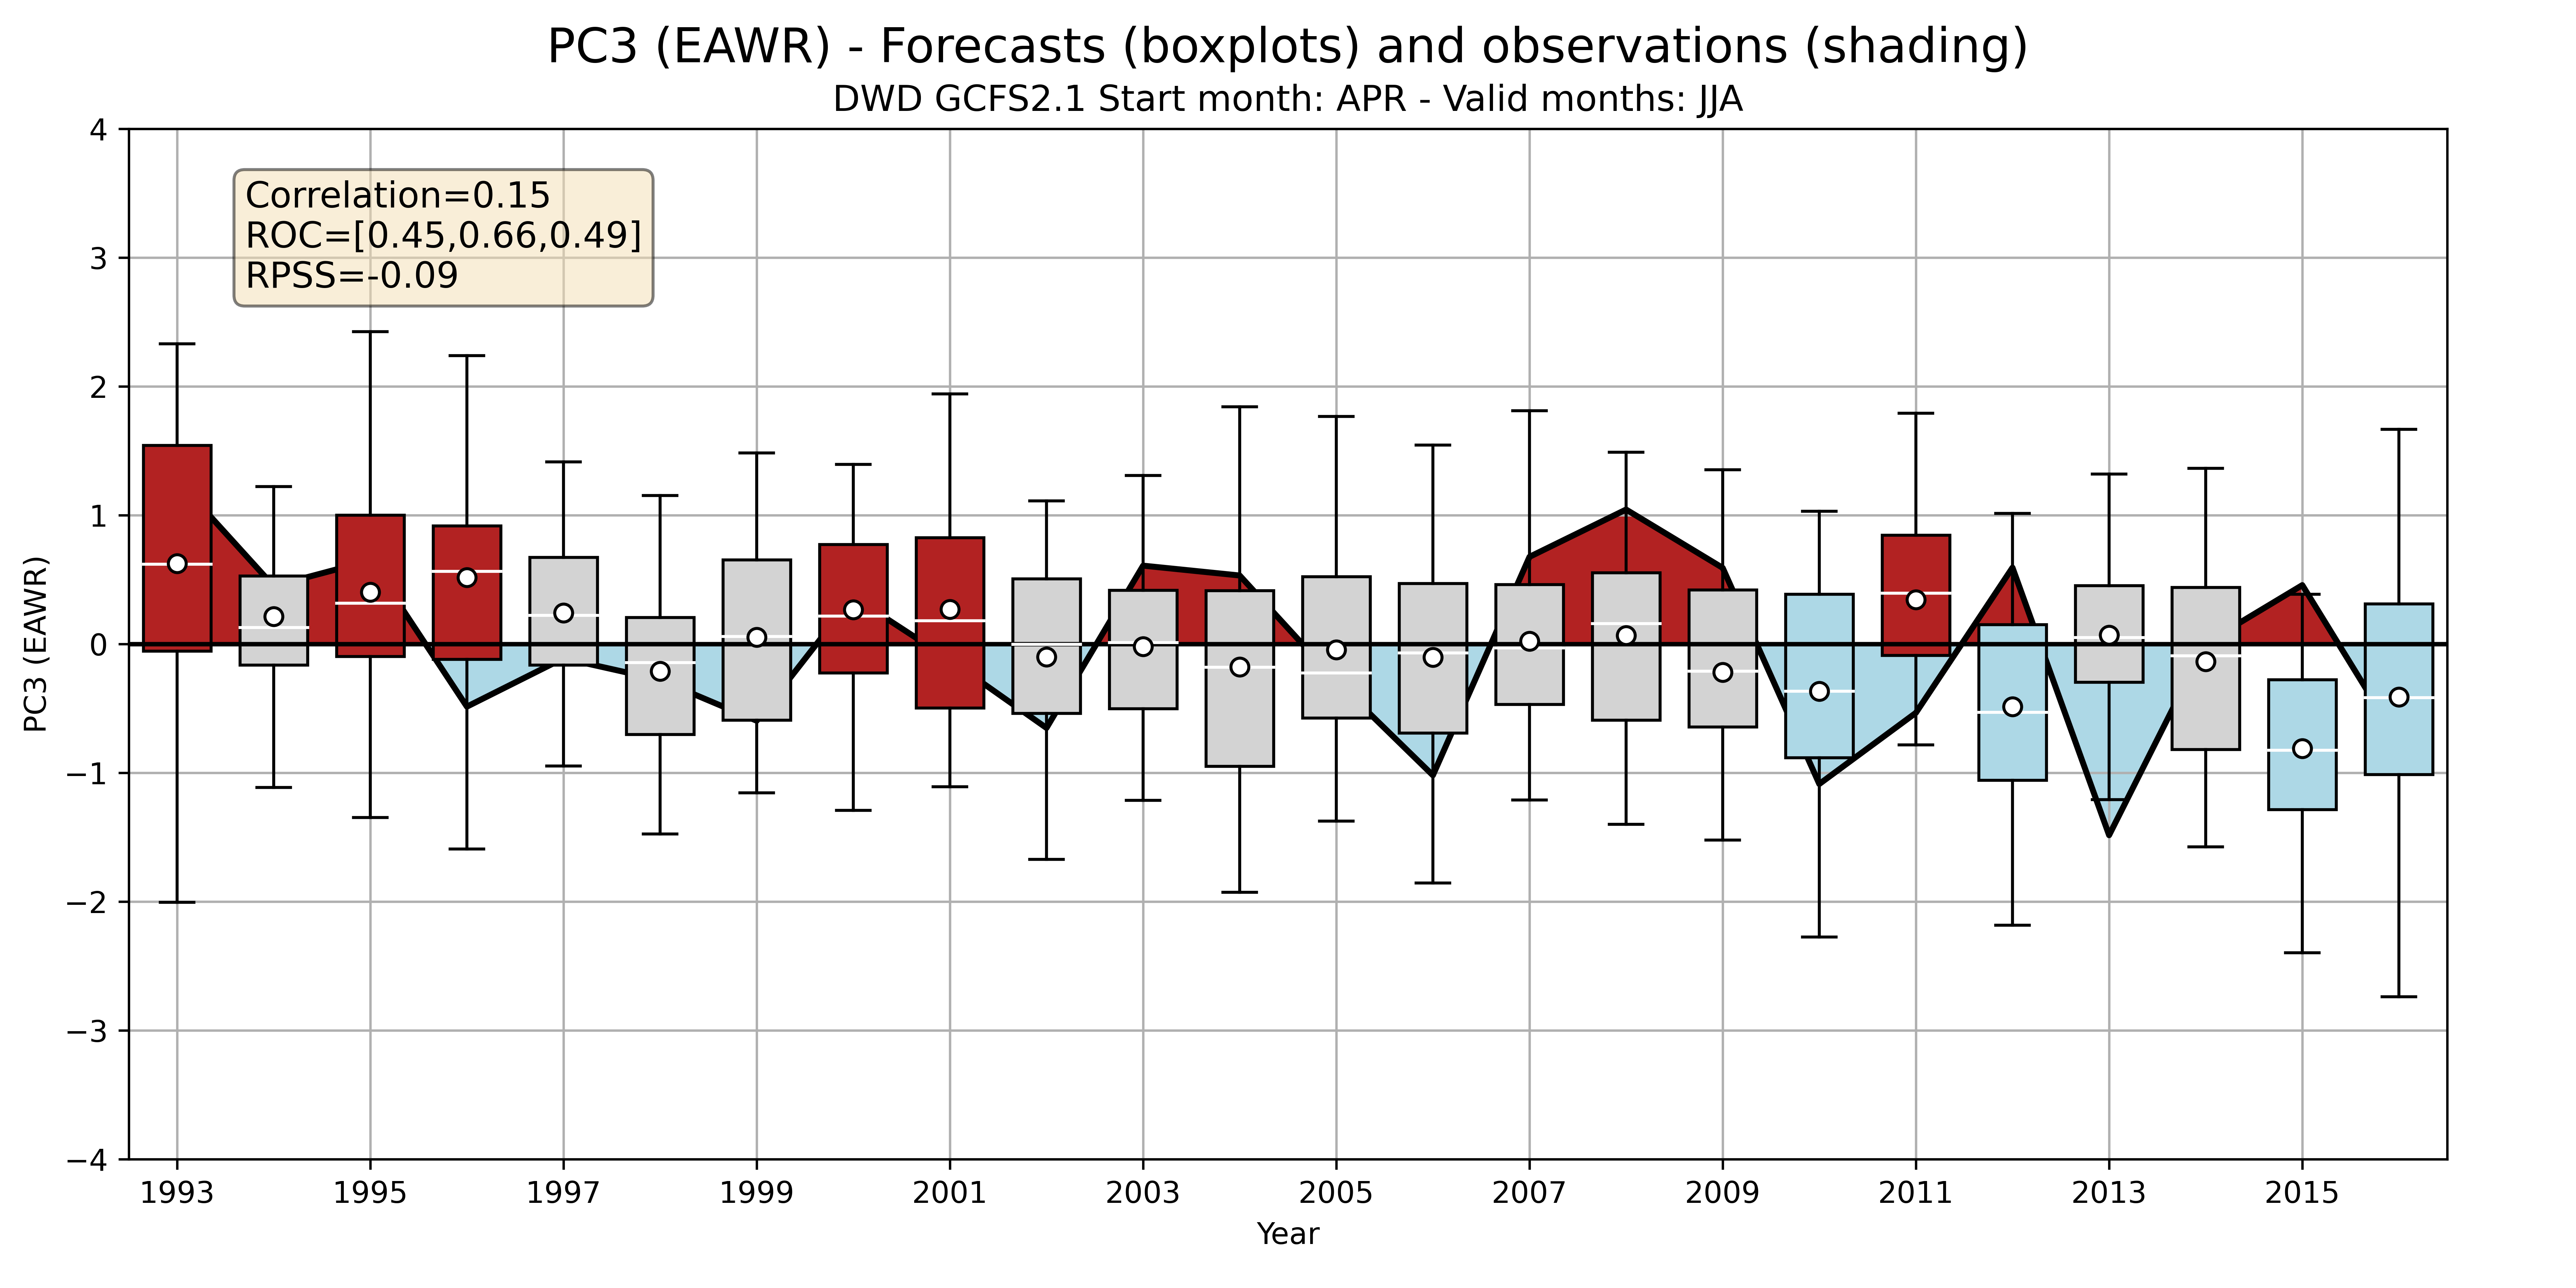 PC3 (EAWR) - Forecasts (boxplots) and observations (shading)
DWD GCFS2.1 Start month: APR - Valid months: JJA
Correlation=0.15
ROC=[0.45,0.66,0.49]
RPSS=-0.09
PC3 (EAWR)
4
3
2
1
0
−1
−2
−3
−4
1993 1995 1997 1999 2001 2003 2005 2007 2009 2011 2013 2015
Year